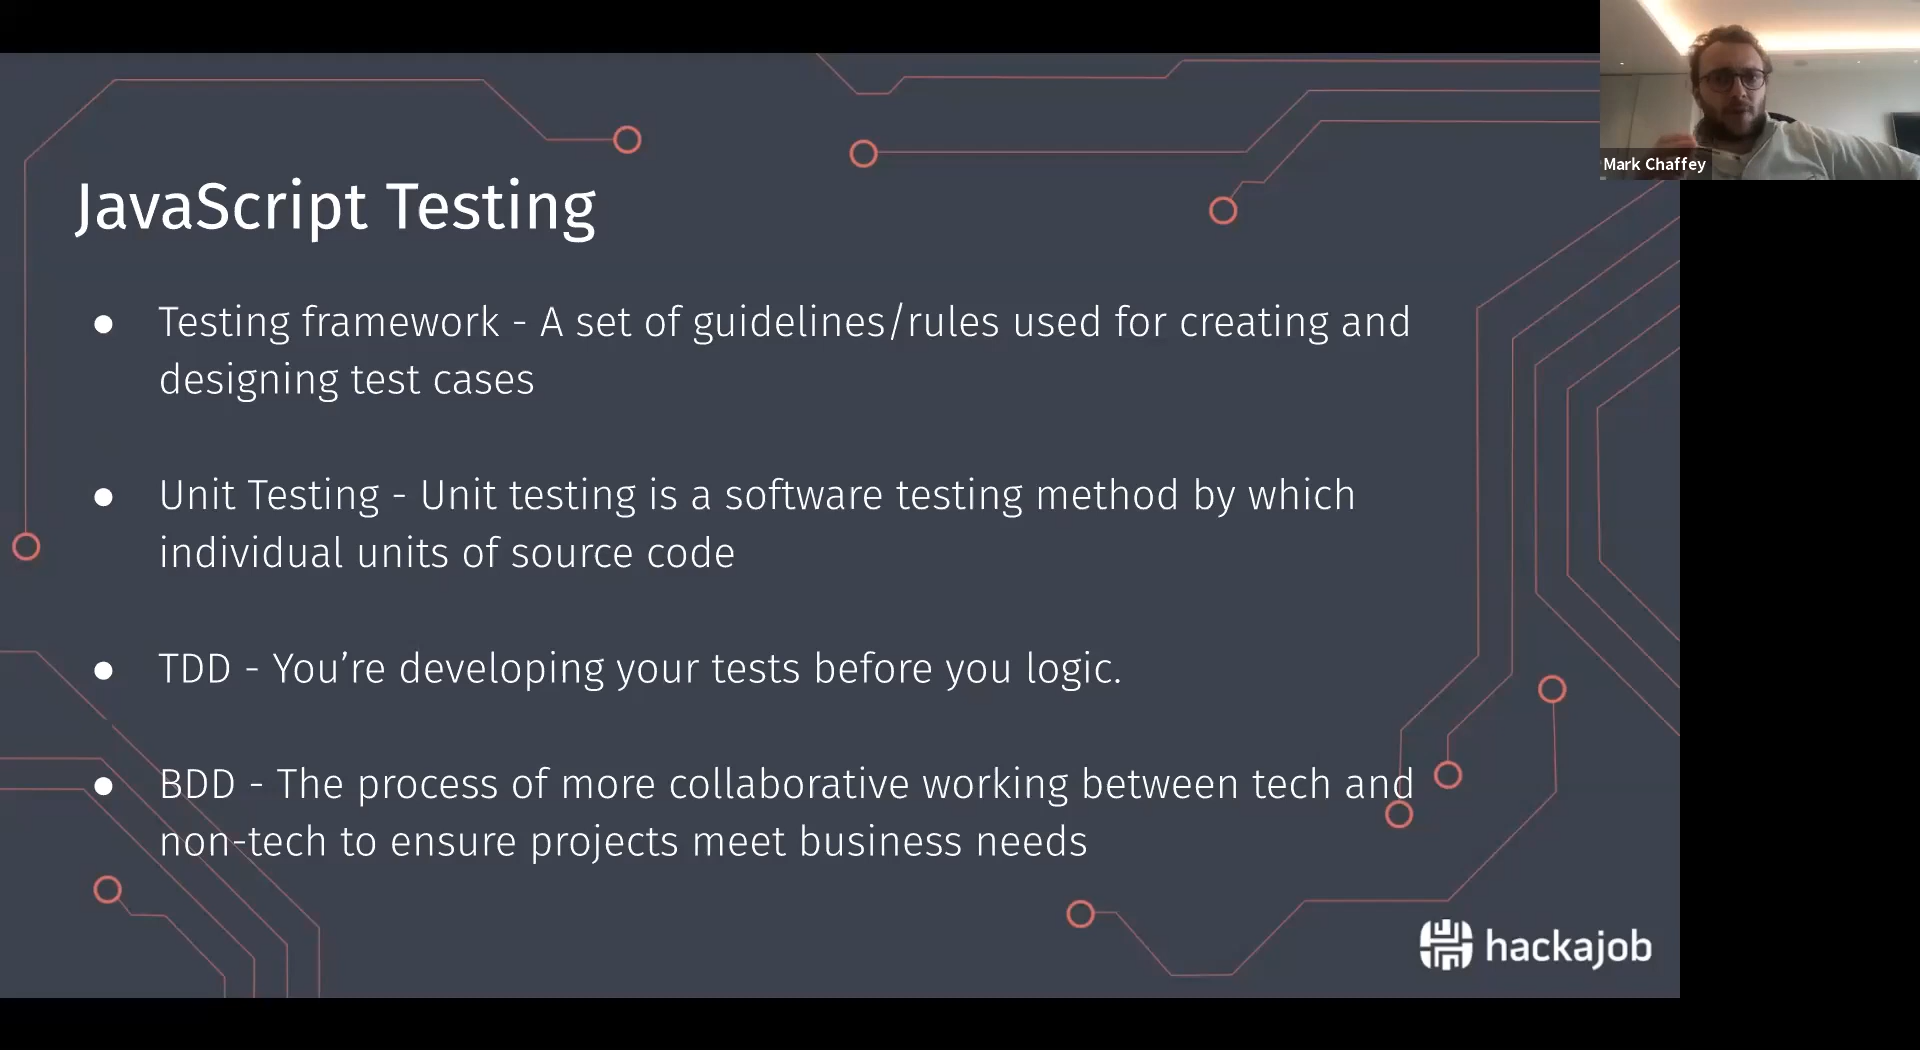 Mark Chaffey
JavaScript Testing
● Testing framework - A set of guidelines/rules used for creating and
designing test cases
● Unit Testing - Unit testing is a software testing method by which
individual units of source code
● TDD - You’re developing your tests before you logic.
● BDD - The process of more collaborative working between tech and
non-tech to ensure projects meet business needs
hackajob